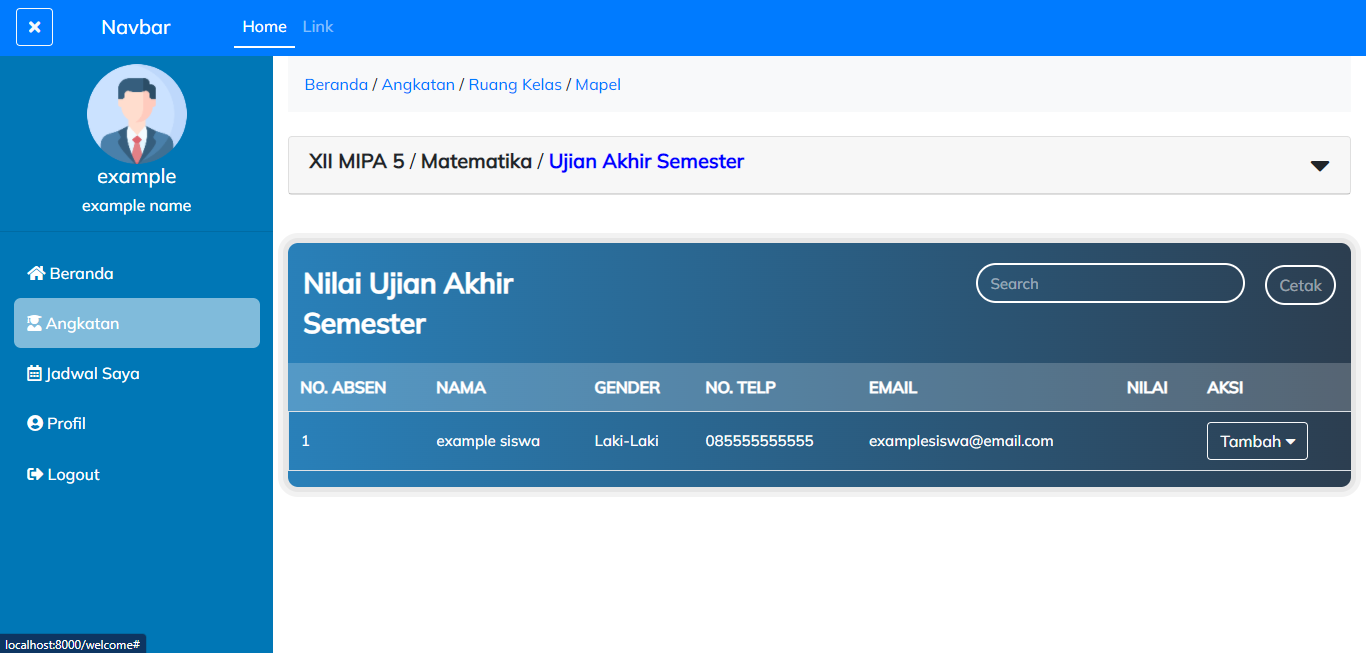 Navbar Home Link
example
example name
Beranda
Angkatan
Jadwal Saya
Profil
Logout
Beranda / Angkatan / Ruang Kelas / Mapel
XII MIPA 5 / Matematika / Ujian Akhir Semester
Nilai Ujian Akhir
Semester
Search Cetak
NO. ABSEN NAMA GENDER NO. TELP EMAIL NILAI AKSI
1 example siswa Laki-Laki 085555555555 examplesiswa@email.com Tambah
localhost:8000/welcome#